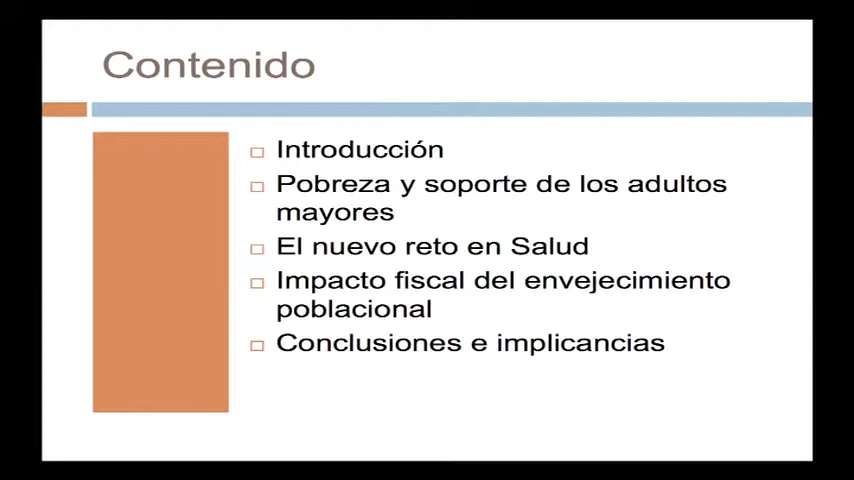 Contenido
Introducción
Pobreza y soporte de los adultos
mayores
El nuevo reto en Salud
Impacto fiscal del envejecimiento
poblacional
Conclusiones e implicancias